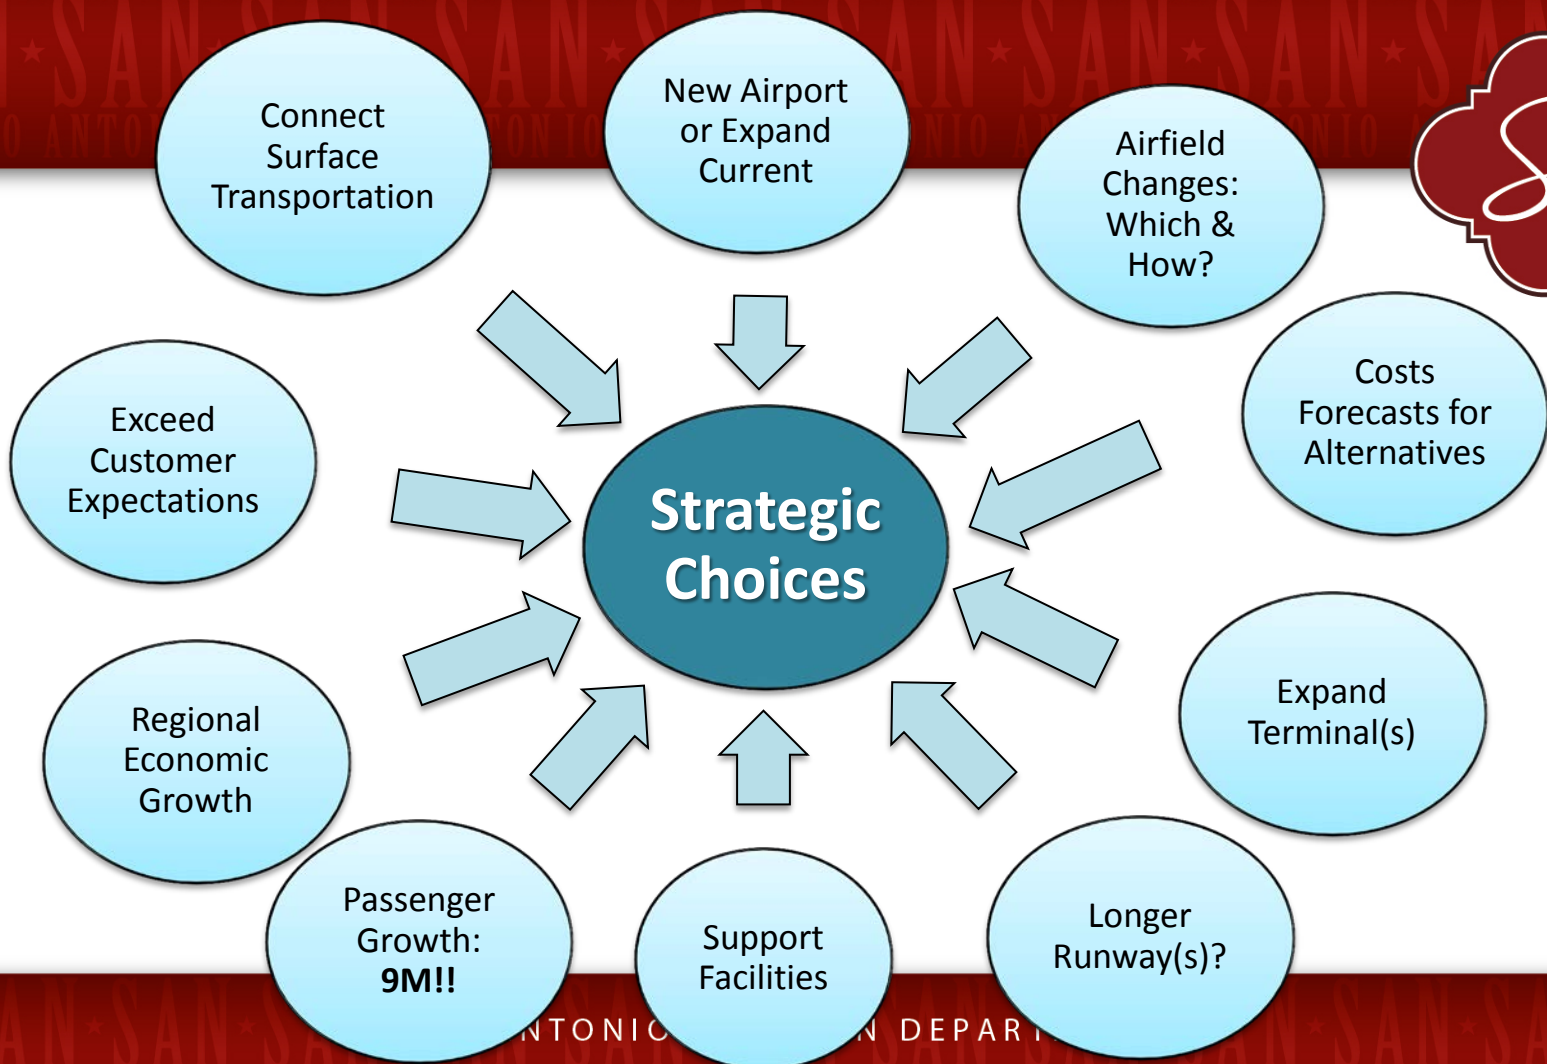 Connect
Surface
Transportation
New Airport
or Expand
Current
Airfield
Changes:
Which &
How?
Costs
Forecasts for
Alternatives
Exceed
Customer
Expectations
Strategic
Choices
Regional
Economic
Growth
Expand
Terminal(s)
Passenger
Growth:
9M!!
Support
Facilities
Longer
Runway(s)?